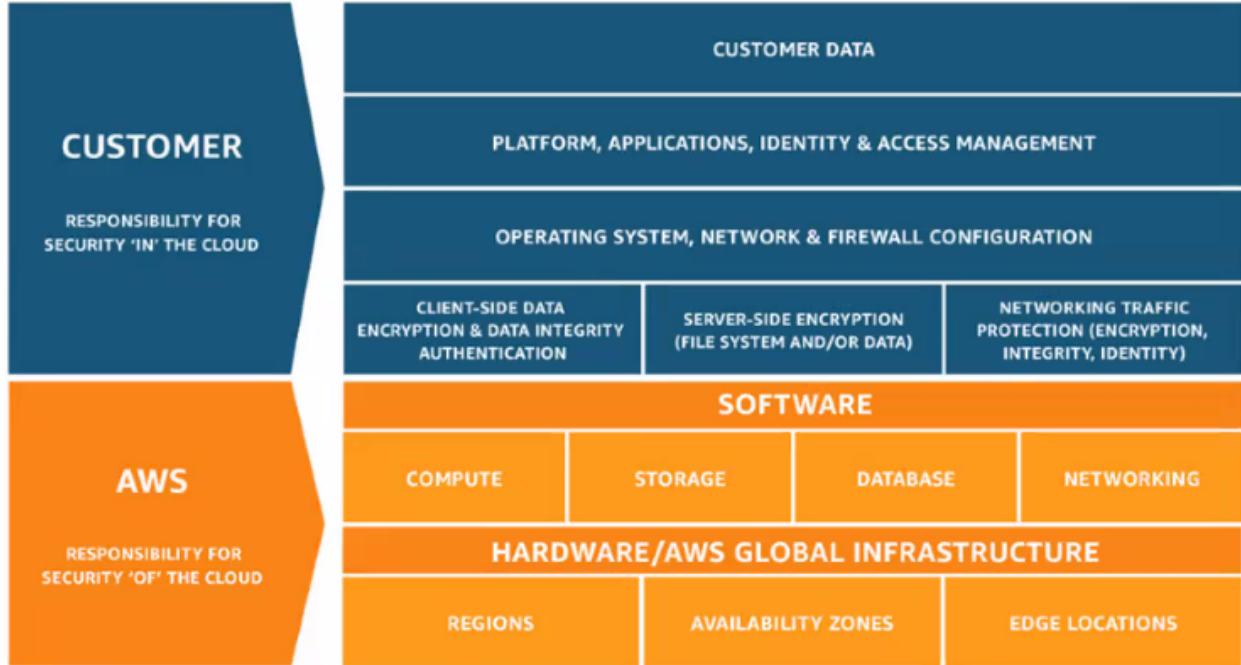 CUSTOMER
RESPONSIBILITY FOR
SECURITY ‘IN’ THE CLOUD
CUSTOMER DATA
PLATFORM, APPLICATIONS, IDENTITY & ACCESS MANAGEMENT
OPERATING SYSTEM, NETWORK & FIREWALL CONFIGURATION
CLIENT-SIDE DATA
ENCRYPTION & DATA INTEGRITY
AUTHENTICATION
SERVER-SIDE ENCRYPTION
(FILE SYSTEM AND/OR DATA)
NETWORKING TRAFFIC
PROTECTION (ENCRYPTION,
INTEGRITY, IDENTITY)
AWS
RESPONSIBILITY FOR
SECURITY ‘OF’ THE CLOUD
SOFTWARE
COMPUTE
STORAGE
DATABASE
NETWORKING
HARDWARE/AWS GLOBAL INFRASTRUCTURE
REGIONS
AVAILABILITY ZONES
EDGE LOCATIONS